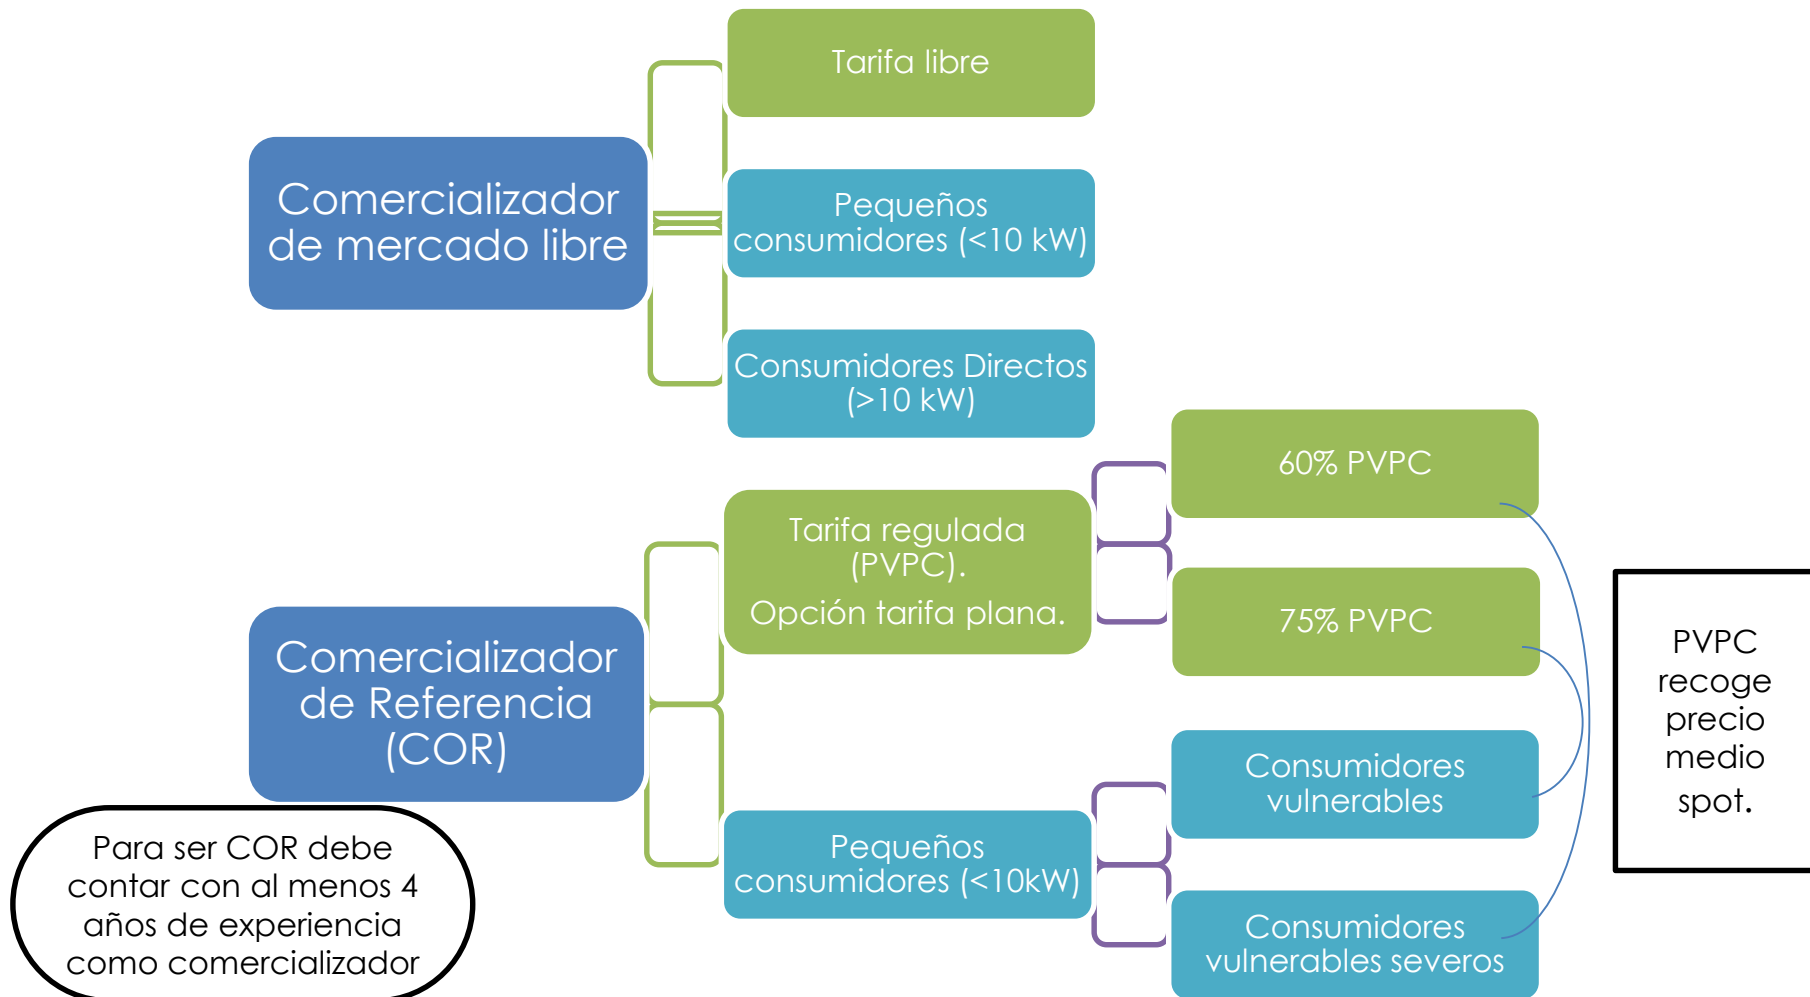 Tarifa libre
Comercializador
de mercado libre
Pequeños
consumidores (<10 kW)
Consumidores Directos
(>10 kW)
60% PVPC
Tarifa regulada
(PVPC).
Opción tarifa plana.
75% PVPC
Comercializador
de Referencia
(COR)
PVPC
recoge
precio
medio
spot.
Consumidores
vulnerables
Para ser COR debe
contar con al menos 4
años de experiencia
como comercializador
Pequeños
consumidores (<10kW)
Consumidores
vulnerables severos